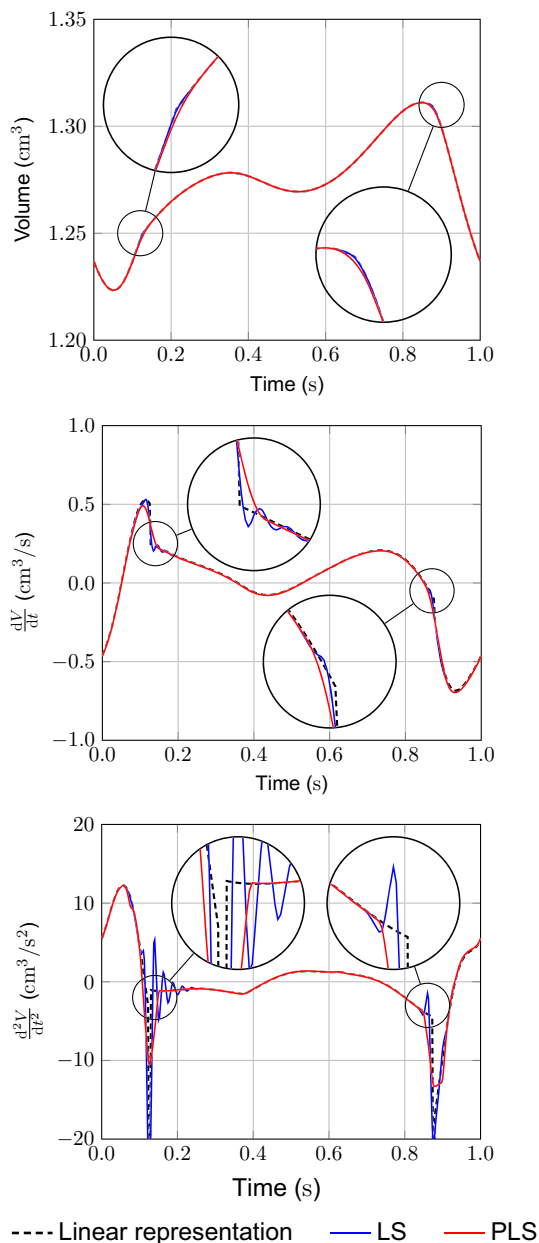 1.35
1.30
1.25
1.20
Volume (cm³)
0.0 0.2 0.4 0.6 0.8 1.0
Time (s)
1.0
0.5
0.0
−0.5
−1.0
dV/dt (cm³/s)
0.0 0.2 0.4 0.6 0.8 1.0
Time (s)
20
10
0
−10
−20
d²V/dt² (cm³/s²)
0.0 0.2 0.4 0.6 0.8 1.0
Time (s)
Linear representation LS PLS